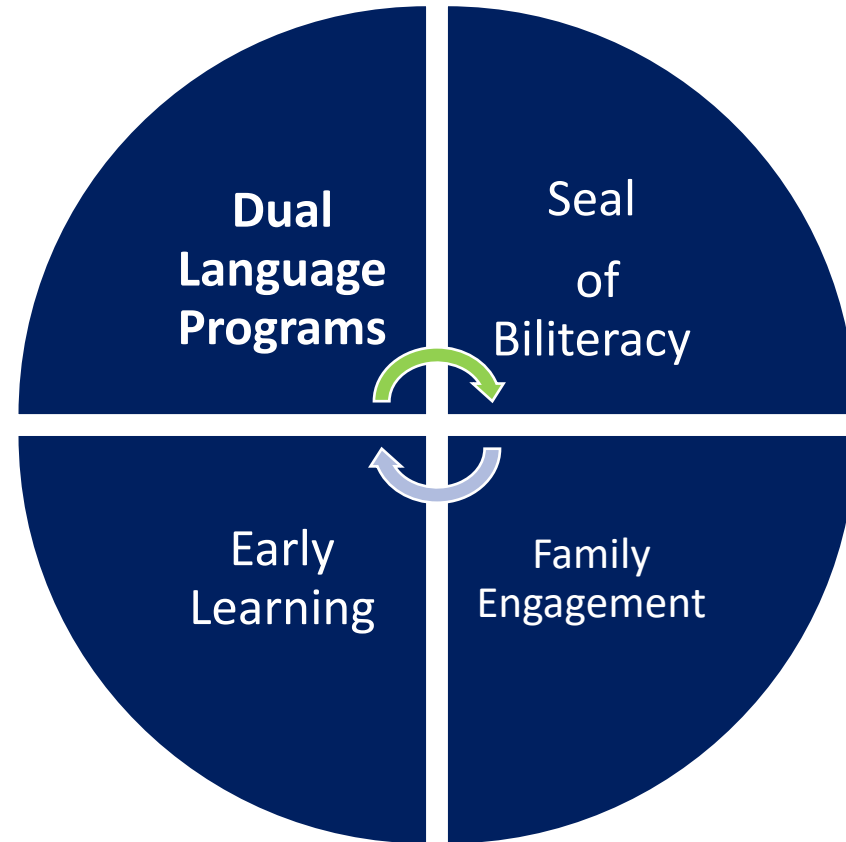 Dual
Language
Programs
Seal
of
Biliteracy
Early
Learning
Family
Engagement